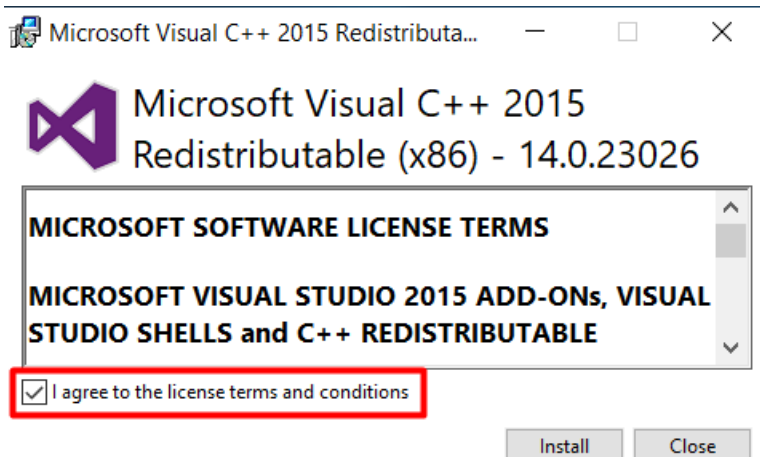 Microsoft Visual C++ 2015 Redistributa...
Microsoft Visual C++ 2015
Redistributable (x86) - 14.0.23026
MICROSOFT SOFTWARE LICENSE TERMS
MICROSOFT VISUAL STUDIO 2015 ADD-ONs, VISUAL
STUDIO SHELLS and C++ REDISTRIBUTABLE
I agree to the license terms and conditions
Install Close